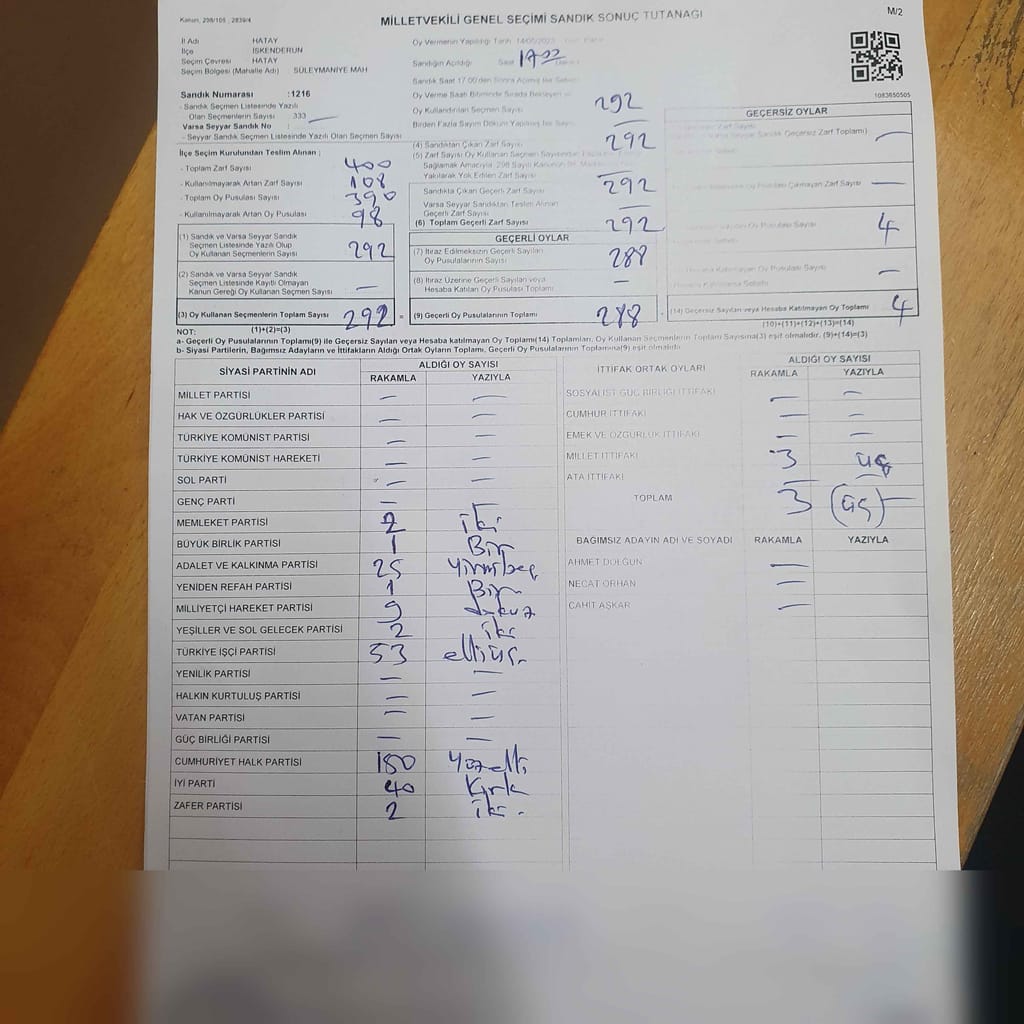 Kanun, 298/105 , 2839/4
MİLLETVEKİLİ GENEL SEÇİMİ SANDIK SONUÇ TUTANAĞI
M/2
İl Adı HATAY
İlçe İSKENDERUN
Seçim Çevresi HATAY
Seçim Bölgesi (Mahalle Adı) : SÜLEYMANİYE MAH
Sandık Numarası :1216
- Sandık Seçmen Listesinde Yazılı
Olan Seçmenlerin Sayısı 333
Varsa Seyyar Sandık No : —
- Seyyar Sandık Seçmen Listesinde Yazılı Olan Seçmen Sayısı
İlçe Seçim Kurulundan Teslim Alınan :
- Toplam Zarf Sayısı 400
- Kullanılmayarak Artan Zarf Sayısı 108
- Toplam Oy Pusulası Sayısı 390
- Kullanılmayarak Artan Oy Pusulası 98
(1) Sandık ve Varsa Seyyar Sandık
Seçmen Listesinde Yazılı Olup
Oy Kullanan Seçmenlerin Sayısı 292
(2) Sandık ve Varsa Seyyar Sandık
Seçmen Listesinde Kayıtlı Olmayan
Kanun Gereği Oy Kullanan Seçmen Sayısı —
(3) Oy Kullanan Seçmenlerin Toplam Sayısı 292
Oy Vermenin Yapıldığı Tarih 14/05/2023
Sandığın Açıldığı Saat 17 00
Sandık Saat 17.00'den Sonra Açılmış İse Sebebi
Oy Verme Saati Bitiminde Sırada Bekleyen
Oy Kullandırılan Seçmen Sayısı 292
Birden Fazla Sayım Döküm Yapılmış İse Sayısı —
(4) Sandıktan Çıkan Zarf Sayısı 292
(5) Zarf Sayısı Oy Kullanan Seçmen Sayısından
Sağlamak Amacıyla 298 Sayılı Kanunun
Yakılarak Yok Edilen Zarf Sayısı —
Sandıkta Çıkan Geçerli Zarf Sayısı 292
Varsa Seyyar Sandıktan Teslim Alınan
Geçerli Zarf Sayısı —
(6) Toplam Geçerli Zarf Sayısı 292
GEÇERLİ OYLAR
(7) İtiraz Edilmeksizin Geçerli Sayılan
Oy Pusulalarının Sayısı 288
(8) İtiraz Üzerine Geçerli Sayılan veya
Hesaba Katılan Oy Pusulası Toplamı —
= (9) Geçerli Oy Pusulalarının Toplamı 288
1083850505
GEÇERSİZ OYLAR
Zarf Sayısı
Geçersiz Zarf Toplamı) —
Oy Pusulası Çıkmayan Zarf Sayısı —
Pusulası Sayısı 4
Hesaba Katılmayan Oy Pusulası Sayısı —
(14) Geçersiz Sayılan veya Hesaba Katılmayan Oy Toplamı 4
NOT: (1)+(2)=(3) (10)+(11)+(12)+(13)=(14)
a- Geçerli Oy Pusulalarının Toplamı(9) ile Geçersiz Sayılan veya Hesaba katılmayan Oy Toplamı(14) Toplamları, Oy Kullanan Seçmenlerin Toplam Sayısına(3) eşit olmalıdır. (9)+(14)=(3)
b- Siyasi Partilerin, Bağımsız Adayların ve İttifakların Aldığı Ortak Oyların Toplamı, Geçerli Oy Pusulalarının Toplamına(9) eşit olmalıdır.
SİYASİ PARTİNİN ADI ALDIĞI OY SAYISI
RAKAMLA YAZIYLA
MİLLET PARTİSİ — —
HAK VE ÖZGÜRLÜKLER PARTİSİ — —
TÜRKİYE KOMÜNİST PARTİSİ — —
TÜRKİYE KOMÜNİST HAREKETİ — —
SOL PARTİ — —
GENÇ PARTİ — —
MEMLEKET PARTİSİ 2 iki
BÜYÜK BİRLİK PARTİSİ 1 Bir
ADALET VE KALKINMA PARTİSİ 25 Yirmibeş
YENİDEN REFAH PARTİSİ 1 Bir
MİLLİYETÇİ HAREKET PARTİSİ 9 dokuz
YEŞİLLER VE SOL GELECEK PARTİSİ 2 iki
TÜRKİYE İŞÇİ PARTİSİ 53 elliüç
YENİLİK PARTİSİ — —
HALKIN KURTULUŞ PARTİSİ — —
VATAN PARTİSİ — —
GÜÇ BİRLİĞİ PARTİSİ — —
CUMHURİYET HALK PARTİSİ 150 Yüzelli
İYİ PARTİ 40 Kırk
ZAFER PARTİSİ 2 iki
İTTİFAK ORTAK OYLARI ALDIĞI OY SAYISI
RAKAMLA YAZIYLA
SOSYALİST GÜÇ BİRLİĞİ İTTİFAKI — —
CUMHUR İTTİFAKI — —
EMEK VE ÖZGÜRLÜK İTTİFAKI — —
MİLLET İTTİFAKI 3 üç
ATA İTTİFAKI — —
TOPLAM 3 (üç)
BAĞIMSIZ ADAYIN ADI VE SOYADI RAKAMLA YAZIYLA
AHMET DOLĞUN —
NECAT ORHAN —
CAHİT AŞKAR —